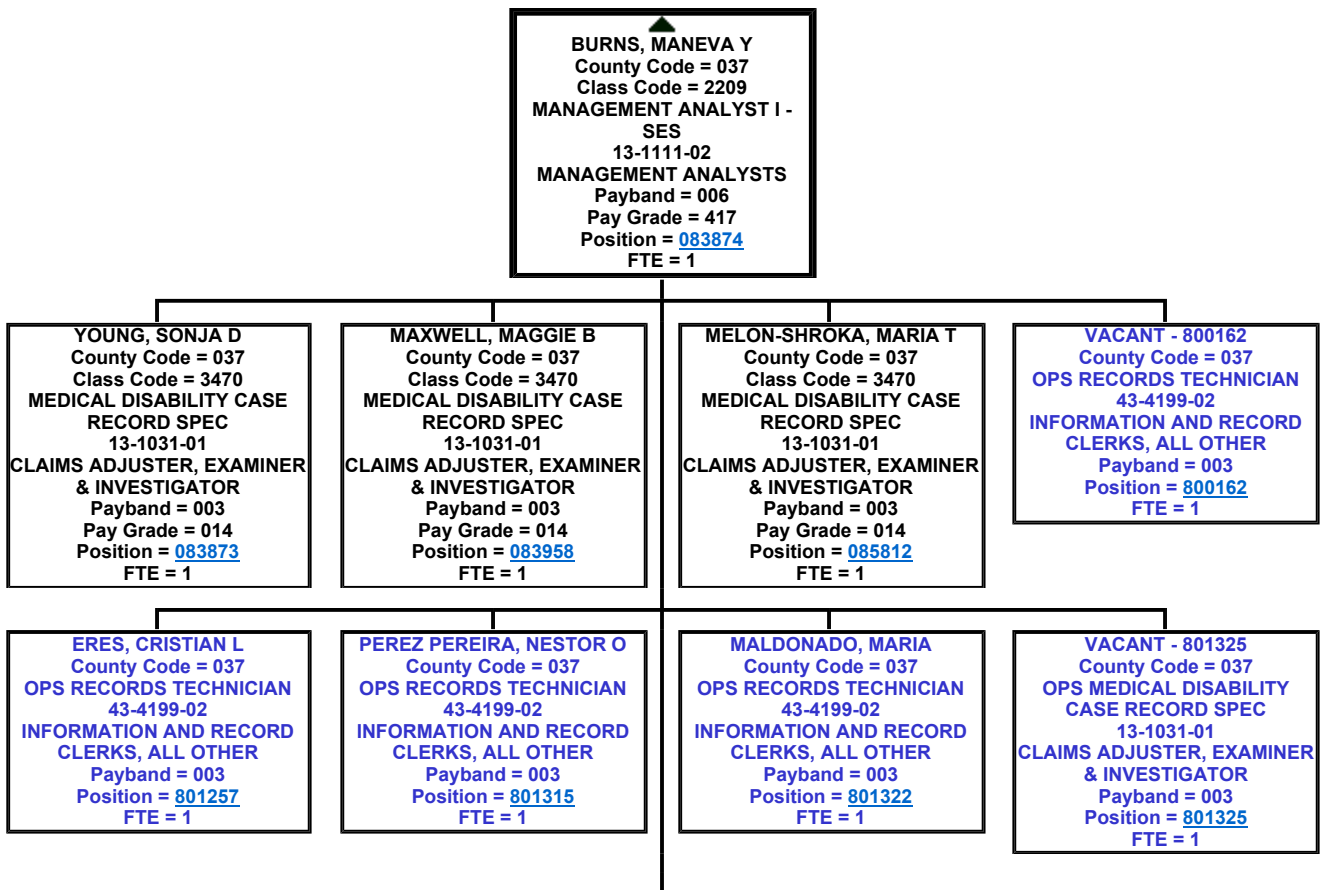 BURNS, MANEVA Y
County Code = 037
Class Code = 2209
MANAGEMENT ANALYST I -
SES
13-1111-02
MANAGEMENT ANALYSTS
Payband = 006
Pay Grade = 417
Position = 083874
FTE = 1
YOUNG, SONJA D
County Code = 037
Class Code = 3470
MEDICAL DISABILITY CASE
RECORD SPEC
13-1031-01
CLAIMS ADJUSTER, EXAMINER
& INVESTIGATOR
Payband = 003
Pay Grade = 014
Position = 083873
FTE = 1
MAXWELL, MAGGIE B
County Code = 037
Class Code = 3470
MEDICAL DISABILITY CASE
RECORD SPEC
13-1031-01
CLAIMS ADJUSTER, EXAMINER
& INVESTIGATOR
Payband = 003
Pay Grade = 014
Position = 083958
FTE = 1
MELON-SHROKA, MARIA T
County Code = 037
Class Code = 3470
MEDICAL DISABILITY CASE
RECORD SPEC
13-1031-01
CLAIMS ADJUSTER, EXAMINER
& INVESTIGATOR
Payband = 003
Pay Grade = 014
Position = 085812
FTE = 1
VACANT - 800162
County Code = 037
OPS RECORDS TECHNICIAN
43-4199-02
INFORMATION AND RECORD
CLERKS, ALL OTHER
Payband = 003
Position = 800162
FTE = 1
ERES, CRISTIAN L
County Code = 037
OPS RECORDS TECHNICIAN
43-4199-02
INFORMATION AND RECORD
CLERKS, ALL OTHER
Payband = 003
Position = 801257
FTE = 1
PEREZ PEREIRA, NESTOR O
County Code = 037
OPS RECORDS TECHNICIAN
43-4199-02
INFORMATION AND RECORD
CLERKS, ALL OTHER
Payband = 003
Position = 801315
FTE = 1
MALDONADO, MARIA
County Code = 037
OPS RECORDS TECHNICIAN
43-4199-02
INFORMATION AND RECORD
CLERKS, ALL OTHER
Payband = 003
Position = 801322
FTE = 1
VACANT - 801325
County Code = 037
OPS MEDICAL DISABILITY
CASE RECORD SPEC
13-1031-01
CLAIMS ADJUSTER, EXAMINER
& INVESTIGATOR
Payband = 003
Position = 801325
FTE = 1